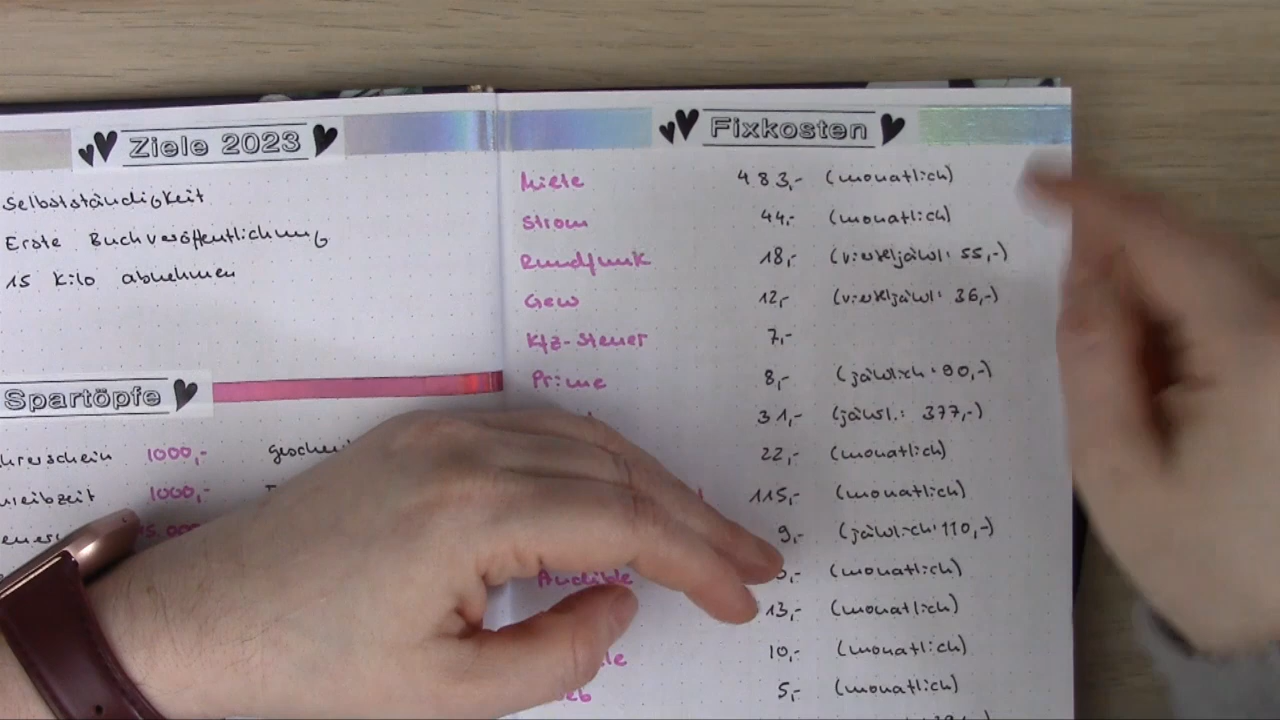 Ziele 2023
Selbstständigkeit
Erste Buchveröffentlichung
15 Kilo abnehmen
Spartöpfe
1000,-
1000,-
Fixkosten
Miete 483,- (monatlich)
Strom 44,- (monatlich)
Rundfunk 18,- (vierteljährl: 55,-)
Gew 12,- (vierteljährl: 36,-)
Kfz-Steuer 7,-
Prime 8,- (jährlich: 90,-)
31,- (jährl.: 377,-)
22,- (monatlich)
115,- (monatlich)
9,- (jährlich: 110,-)
Audible (monatlich)
13,- (monatlich)
10,- (monatlich)
5,- (monatlich)